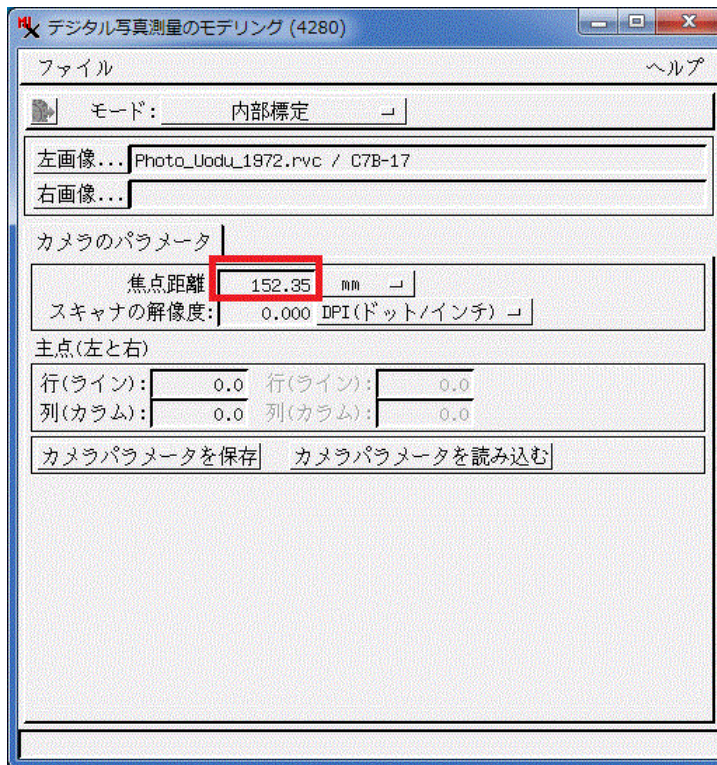 デジタル写真測量のモデリング (4280)
ファイル ヘルプ
モード: 内部標定
左画像... Photo_Uodu_1972.rvc / C7B-17
右画像...
カメラのパラメータ
焦点距離 152.35 mm
スキャナの解像度: 0.000 DPI(ドット/インチ)
主点(左と右)
行(ライン): 0.0 行(ライン): 0.0
列(カラム): 0.0 列(カラム): 0.0
カメラパラメータを保存 カメラパラメータを読み込む